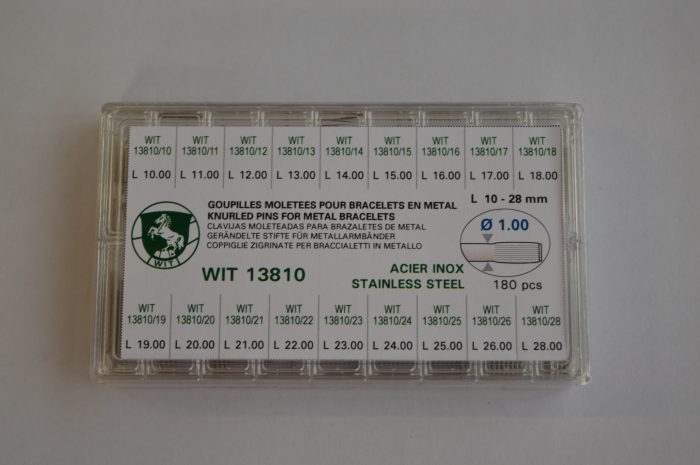 WIT WIT WIT WIT WIT WIT WIT WIT WIT
13810/10 13810/11 13810/12 13810/13 13810/14 13810/15 13810/16 13810/17 13810/18
L 10.00 L 11.00 L 12.00 L 13.00 L 14.00 L 15.00 L 16.00 L 17.00 L 18.00
L 10 - 28 mm
GOUPILLES MOLETEES POUR BRACELETS EN METAL
KNURLED PINS FOR METAL BRACELETS
CLAVIJAS MOLETEADAS PARA BRAZALETES DE METAL
GERÄNDELTE STIFTE FÜR METALLARMBÄNDER
COPPIGLIE ZIGRINATE PER BRACCIALETTI IN METALLO
Ø 1.00
WIT
WIT 13810
ACIER INOX
STAINLESS STEEL
180 pcs
WIT WIT WIT WIT WIT WIT WIT WIT WIT
13810/19 13810/20 13810/21 13810/22 13810/23 13810/24 13810/25 13810/26 13810/28
L 19.00 L 20.00 L 21.00 L 22.00 L 23.00 L 24.00 L 25.00 L 26.00 L 28.00